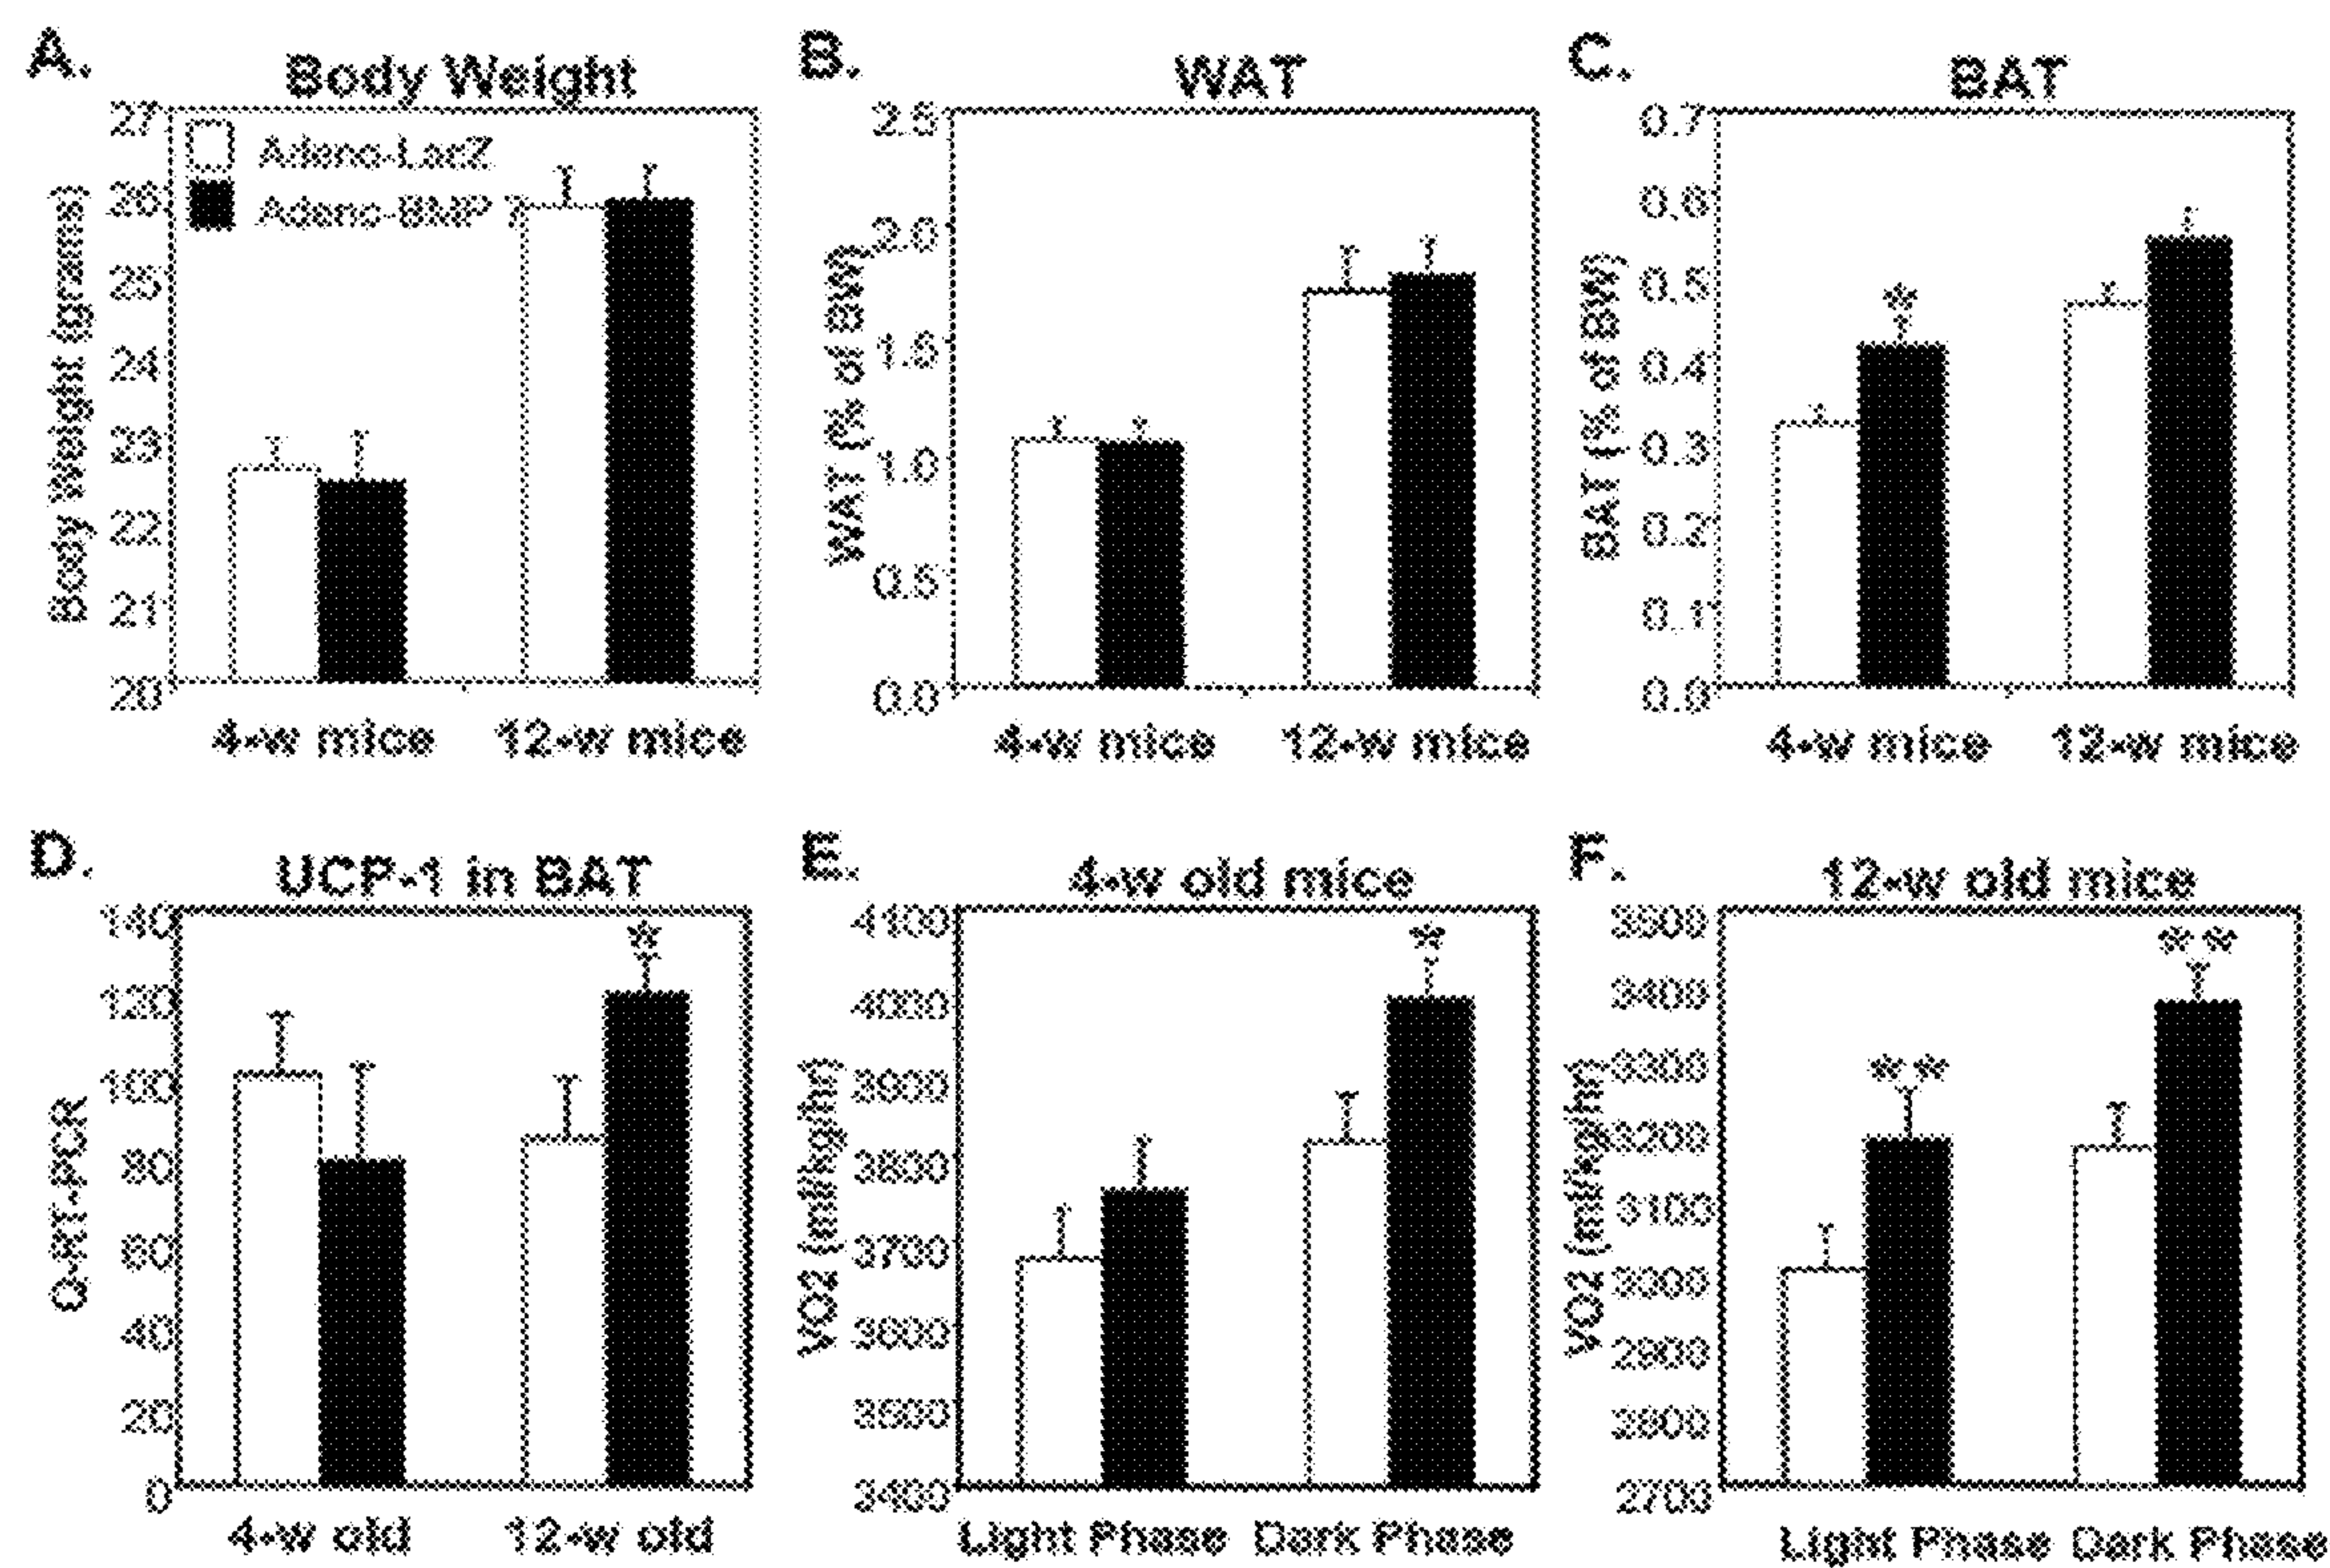 A.
Body Weight
Body Weight (grams)
27
26
25
24
23
22
21
20
Adeno-LacZ
Adeno-BMP 7
4-w mice 12-w mice
B.
WAT
WAT (% of BW)
2.5
2.0
1.5
1.0
0.5
0.0
4-w mice 12-w mice
C.
BAT
BAT (% of BW)
0.7
0.6
0.5
0.4
0.3
0.2
0.1
0.0
*
4-w mice 12-w mice
D.
UCP-1 in BAT
Q-RT-PCR
140
120
100
80
60
40
20
0
*
4-w old 12-w old
E.
4-w old mice
VO2 (ml/kg/hr)
4100
4000
3900
3800
3700
3600
3500
3400
*
Light Phase Dark Phase
F.
12-w old mice
VO2 (ml/kg/hr)
3500
3400
3300
3200
3100
3300
2900
2800
2700
**
**
Light Phase Dark Phase